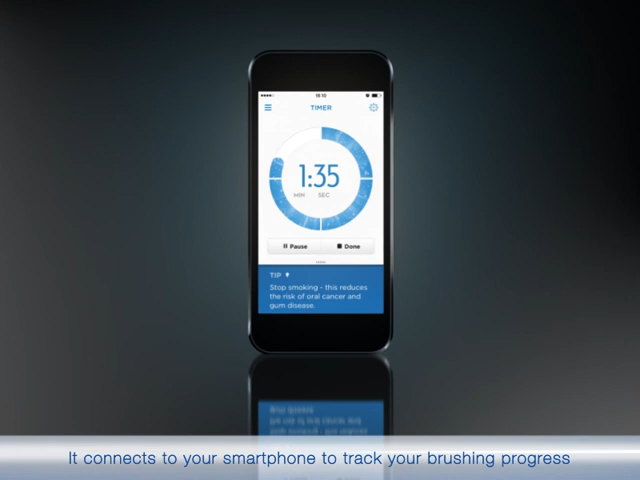 18:10
TIMER
1:35
MIN SEC
Pause Done
TIP
Stop smoking - this reduces
the risk of oral cancer and
gum disease.
It connects to your smartphone to track your brushing progress